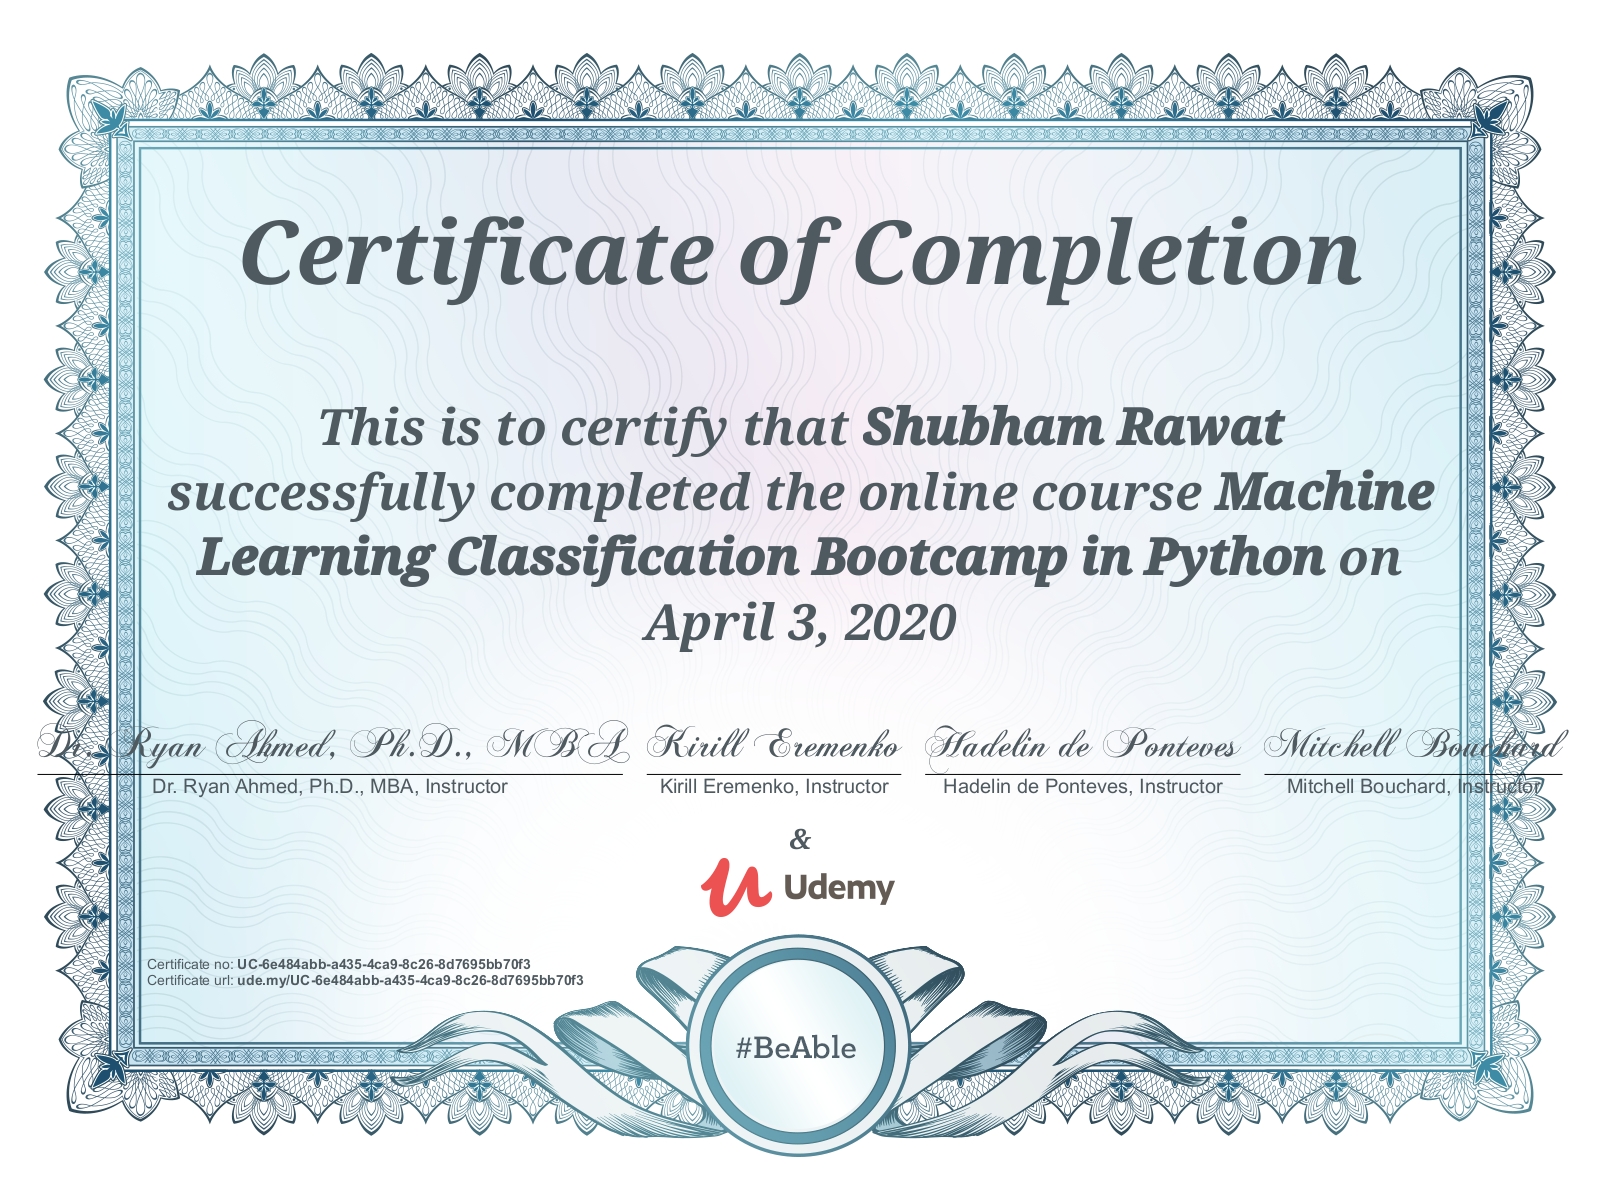 Certificate of Completion
This is to certify that Shubham Rawat
successfully completed the online course Machine
Learning Classification Bootcamp in Python on
April 3, 2020
Dr. Ryan Ahmed, Ph.D., MBA Kirill Eremenko Hadelin de Ponteves Mitchell Bouchard
Dr. Ryan Ahmed, Ph.D., MBA, Instructor Kirill Eremenko, Instructor Hadelin de Ponteves, Instructor Mitchell Bouchard, Instructor
&
Udemy
Certificate no: UC-6e484abb-a435-4ca9-8c26-8d7695bb70f3
Certificate url: ude.my/UC-6e484abb-a435-4ca9-8c26-8d7695bb70f3
#BeAble